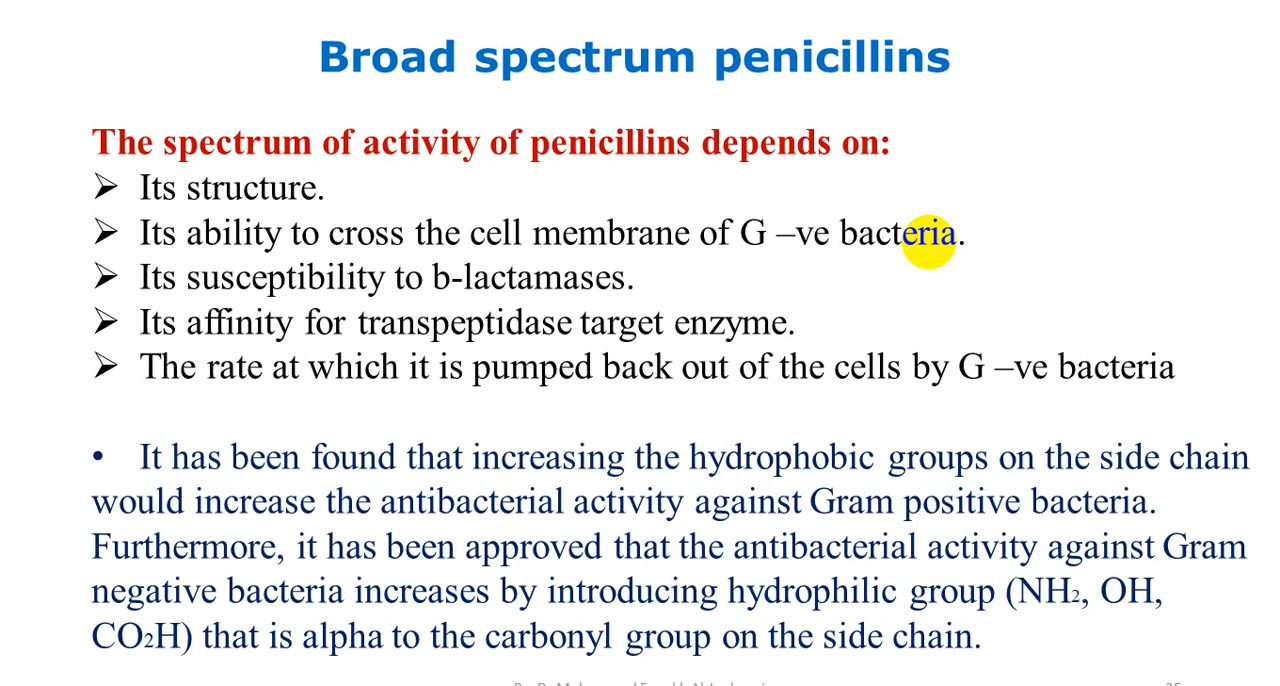 Broad spectrum penicillins
The spectrum of activity of penicillins depends on:
➢ Its structure.
➢ Its ability to cross the cell membrane of G –ve bacteria.
➢ Its susceptibility to b-lactamases.
➢ Its affinity for transpeptidase target enzyme.
➢ The rate at which it is pumped back out of the cells by G –ve bacteria
• It has been found that increasing the hydrophobic groups on the side chain
would increase the antibacterial activity against Gram positive bacteria.
Furthermore, it has been approved that the antibacterial activity against Gram
negative bacteria increases by introducing hydrophilic group (NH₂, OH,
CO₂H) that is alpha to the carbonyl group on the side chain.